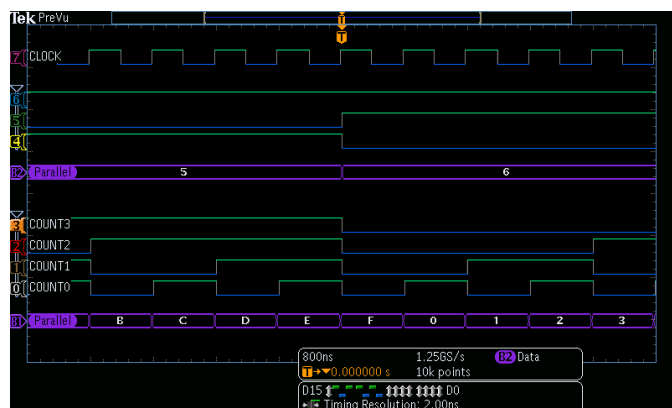 Tek PreVu
T
T
7 CLOCK
6
5
4
B2 Parallel 5 6
3 COUNT3
2 COUNT2
1 COUNT1
0 COUNT0
B1 Parallel B C D E F 0 1 2 3
800ns 1.25GS/s B2 Data
T→▼0.000000 s 10k points
D15 D0
Timing Resolution: 2.00ns